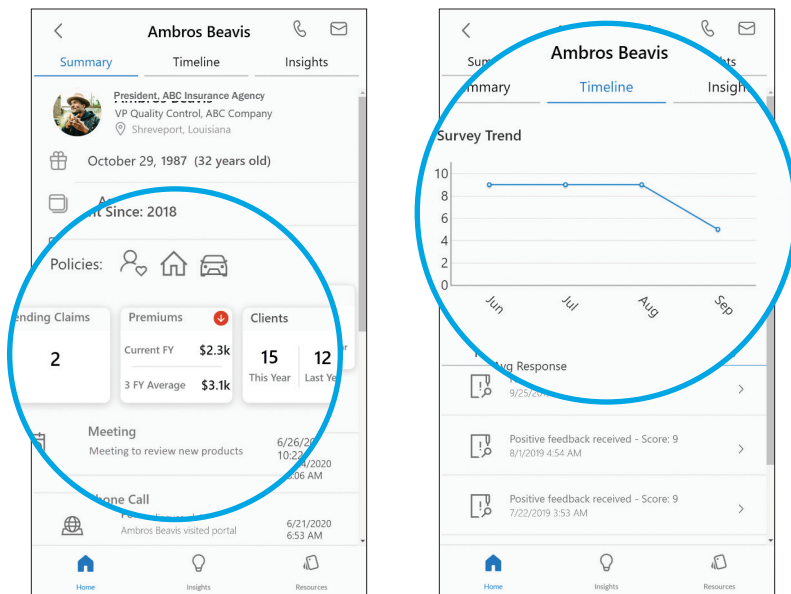 Ambros Beavis
Summary Timeline Insights
President, ABC Insurance Agency
VP Quality Control, ABC Company
Shreveport, Louisiana
October 29, 1987 (32 years old)
Since: 2018
Policies:
ending Claims
2
Premiums
Current FY $2.3k
3 FY Average $3.1k
Clients
15 12
This Year Last Ye
Meeting
Meeting to review new products
6/26/20
10:22
/2020
:06 AM
hone Call
Ambros Beavis visited portal
6/21/2020
6:53 AM
Home Insights Resources
Ambros Beavis
mmary Timeline Insigh
Survey Trend
10
8
6
4
2
0
Jun Jul Aug Sep
Avg Response
9/25/20
Positive feedback received - Score: 9
8/1/2019 4:54 AM
Positive feedback received - Score: 9
7/22/2019 3:53 AM
Home Insights Resources